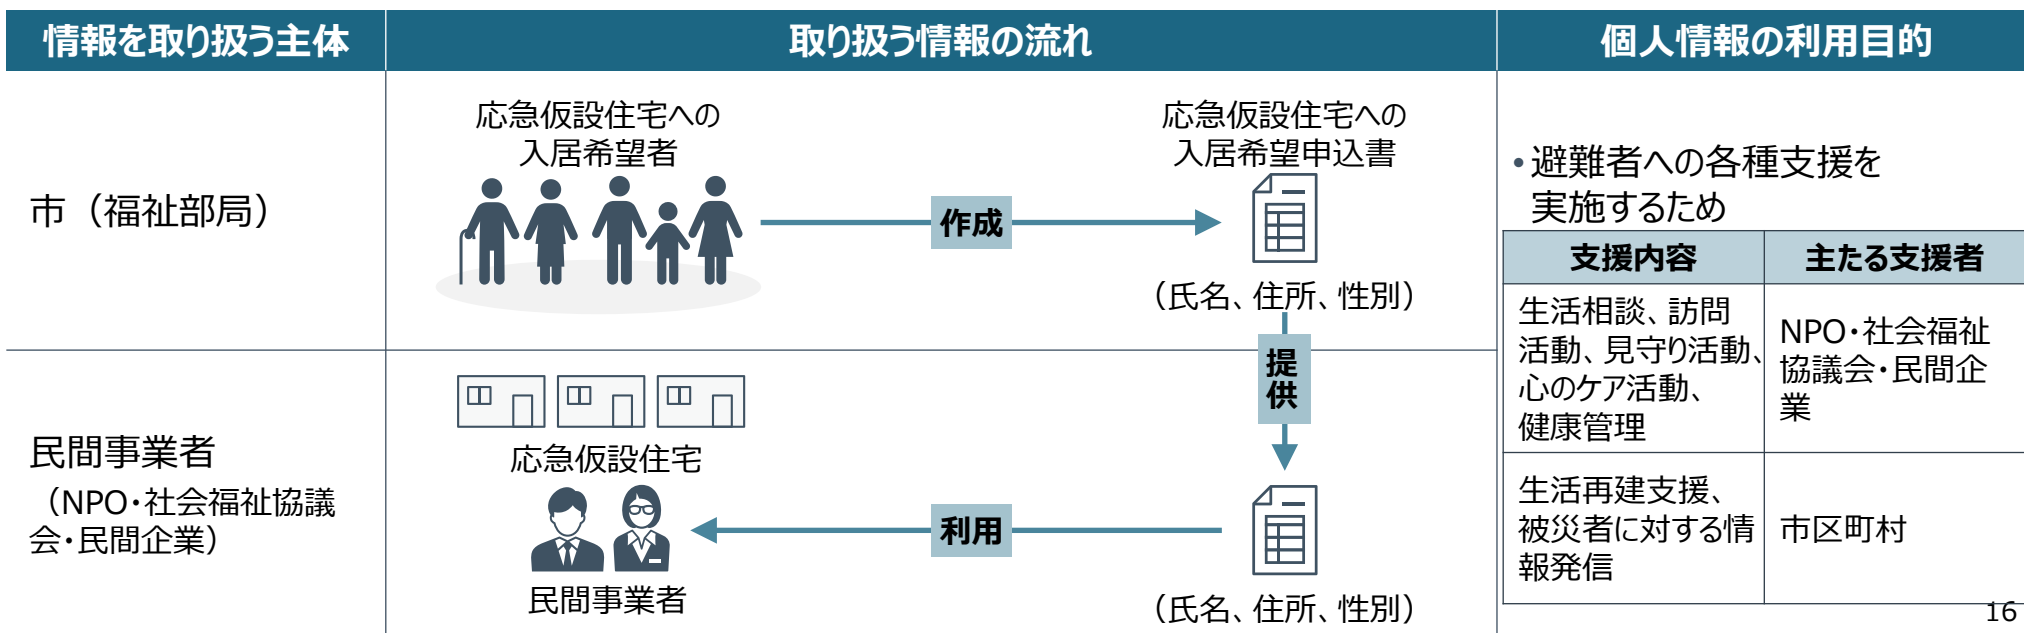 情報を取り扱う主体
取り扱う情報の流れ
個人情報の利用目的
市（福祉部局）
応急仮設住宅への
入居希望者
作成
応急仮設住宅への
入居希望申込書
（氏名、住所、性別）
提
供
民間事業者
（NPO・社会福祉協議
会・民間企業）
応急仮設住宅
民間事業者
利用
（氏名、住所、性別）
・避難者への各種支援を
実施するため
支援内容
主たる支援者
生活相談、訪問
活動、見守り活動、
心のケア活動、
健康管理
NPO・社会福祉
協議会・民間企
業
生活再建支援、
被災者に対する情
報発信
市区町村
16